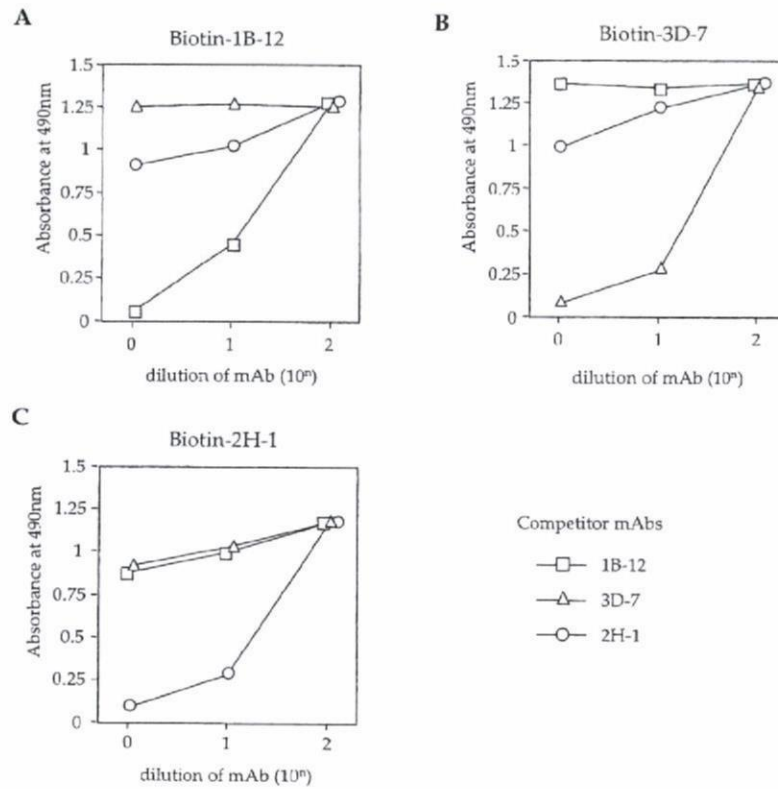 A
Biotin-1B-12
Absorbance at 490nm
1.5
1.25
1
0.75
0.5
0.25
0
0 1 2
dilution of mAb (10ⁿ)
B
Biotin-3D-7
Absorbance at 490nm
1.5
1.25
1
0.75
0.5
0.25
0
0 1 2
dilution of mAb (10ⁿ)
C
Biotin-2H-1
Absorbance at 490nm
1.5
1.25
1
0.75
0.5
0.25
0
0 1 2
dilution of mAb (10ⁿ)
Competitor mAbs
1B-12
3D-7
2H-1